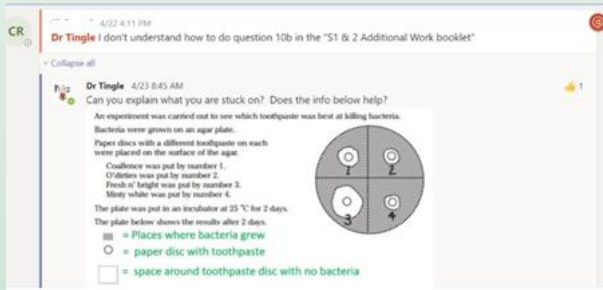 CR
4/22 4:11 PM
Dr Tingle I don't understand how to do question 10b in the "S1 & 2 Additional Work booklet"
Collapse all
Dr Tingle 4/23 8:45 AM
1
Can you explain what you are stuck on? Does the info below help?
An experiment was carried out to see which toothpaste was best at killing bacteria.
Bacteria were grown on an agar plate.
Paper discs with a different toothpaste on each
were placed on the surface of the agar.
Coalfence was put by number 1.
O'dirties was put by number 2.
Fresh n' bright was put by number 3.
Minty white was put by number 4.
The plate was put in an incubator at 25 °C for 2 days.
The plate below shows the results after 2 days.
1 2
3 4
= Places where bacteria grew
= paper disc with toothpaste
= space around toothpaste disc with no bacteria